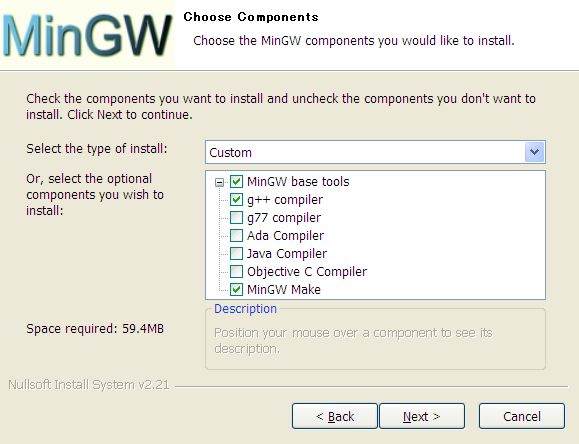 MinGW
Choose Components
Choose the MinGW components you would like to install.
Check the components you want to install and uncheck the components you don't want to
install. Click Next to continue.
Select the type of install:
Custom
Or, select the optional
components you wish to
install:
MinGW base tools
g++ compiler
g77 compiler
Ada Compiler
Java Compiler
Objective C Compiler
MinGW Make
Space required: 59.4MB
Description
Position your mouse over a component to see its
description.
Nullsoft Install System v2.21
< Back
Next >
Cancel